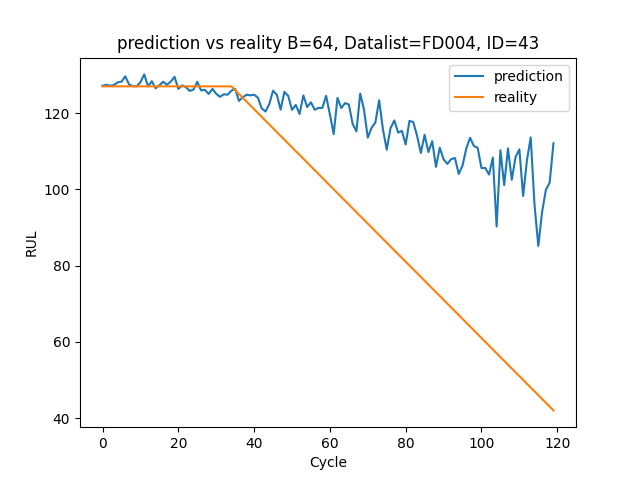 prediction vs reality B=64, Datalist=FD004, ID=43
prediction
reality
RUL
120
100
80
60
40
0 20 40 60 80 100 120
Cycle